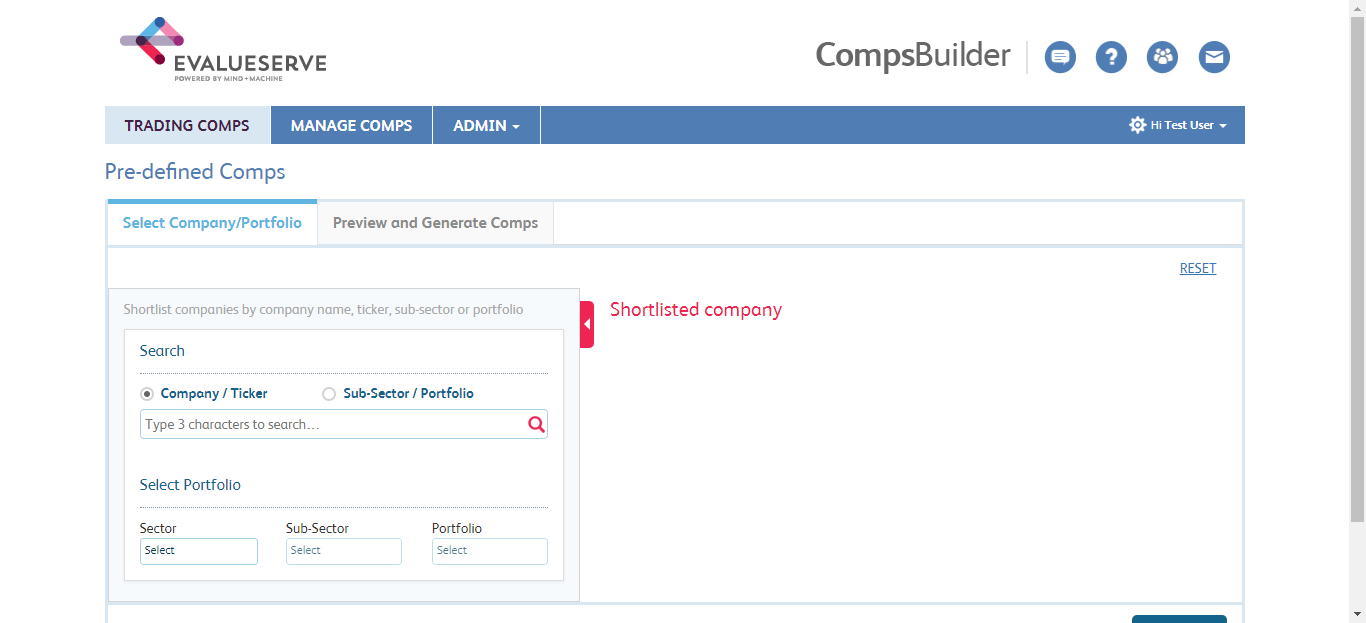 EVALUESERVE
POWERED BY MIND+MACHINE
CompsBuilder
TRADING COMPS MANAGE COMPS ADMIN Hi Test User
Pre-defined Comps
Select Company/Portfolio Preview and Generate Comps
RESET
Shortlist companies by company name, ticker, sub-sector or portfolio
Shortlisted company
Search
Company / Ticker Sub-Sector / Portfolio
Type 3 characters to search...
Select Portfolio
Sector Sub-Sector Portfolio
Select Select Select